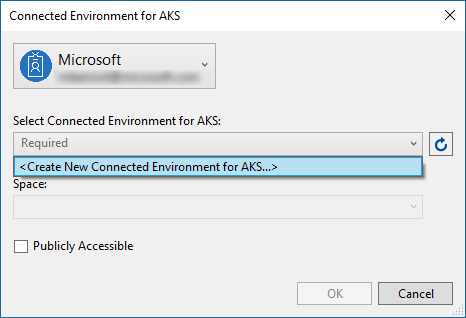 Connected Environment for AKS
Microsoft
Select Connected Environment for AKS:
Required
<Create New Connected Environment for AKS...>
Space:
Publicly Accessible
OK
Cancel